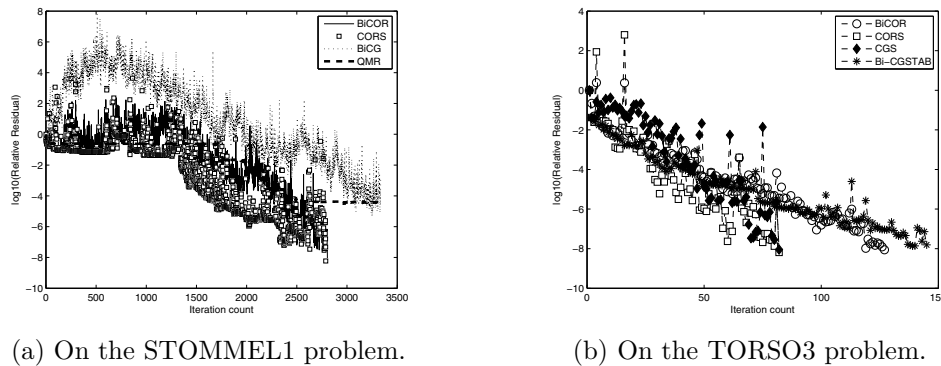 8
6
4
2
0
−2
−4
−6
−8
−10
0
500
1000
1500
2000
2500
3000
3500
log10(Relative Residual)
Iteration count
BiCOR
CORS
BiCG
QMR
(a) On the STOMMEL1 problem.
4
2
0
−2
−4
−6
−8
−10
0
50
100
150
log10(Relative Residual)
Iteration count
BiCOR
CORS
CGS
Bi−CGSTAB
(b) On the TORSO3 problem.